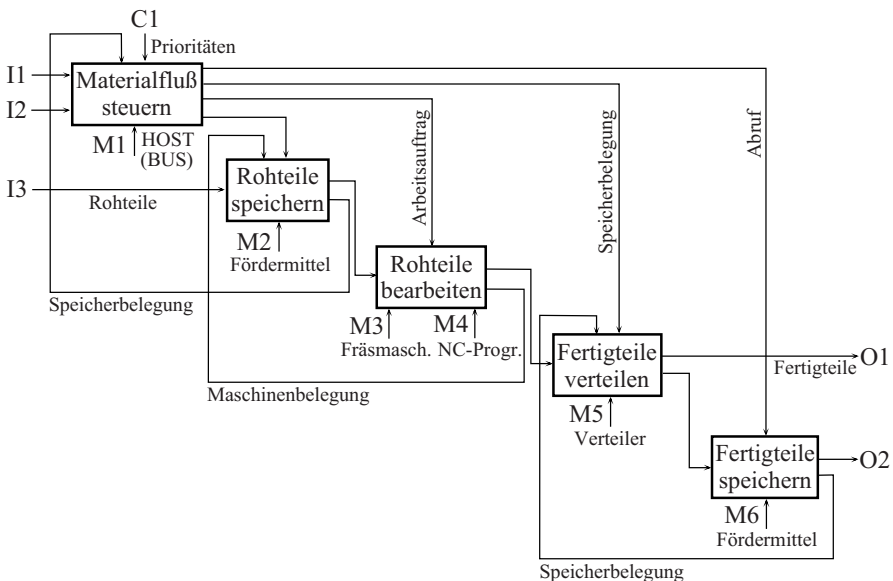 C1
Prioritäten
I1
I2
Materialfluß
steuern
M1
HOST
(BUS)
I3
Rohteile
Rohteile
speichern
M2
Fördermittel
Speicherbelegung
Arbeitsauftrag
Speicherbelegung
Abruf
Rohteile
bearbeiten
M3
M4
Fräsmasch.
NC-Progr.
Maschinenbelegung
Fertigteile
verteilen
M5
Verteiler
Fertigteile
O1
Fertigteile
speichern
O2
M6
Fördermittel
Speicherbelegung